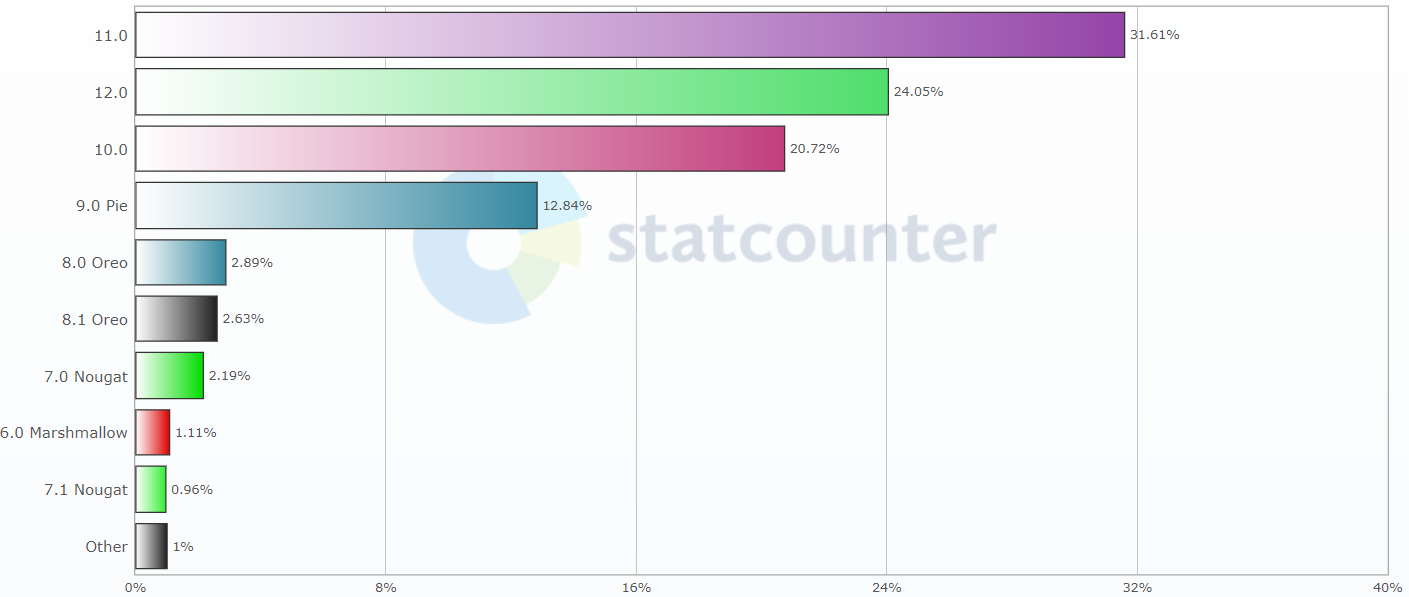 11.0 31.61%
12.0 24.05%
10.0 20.72%
9.0 Pie 12.84%
statcounter
8.0 Oreo 2.89%
8.1 Oreo 2.63%
7.0 Nougat 2.19%
6.0 Marshmallow 1.11%
7.1 Nougat 0.96%
Other 1%
0% 8% 16% 24% 32% 40%